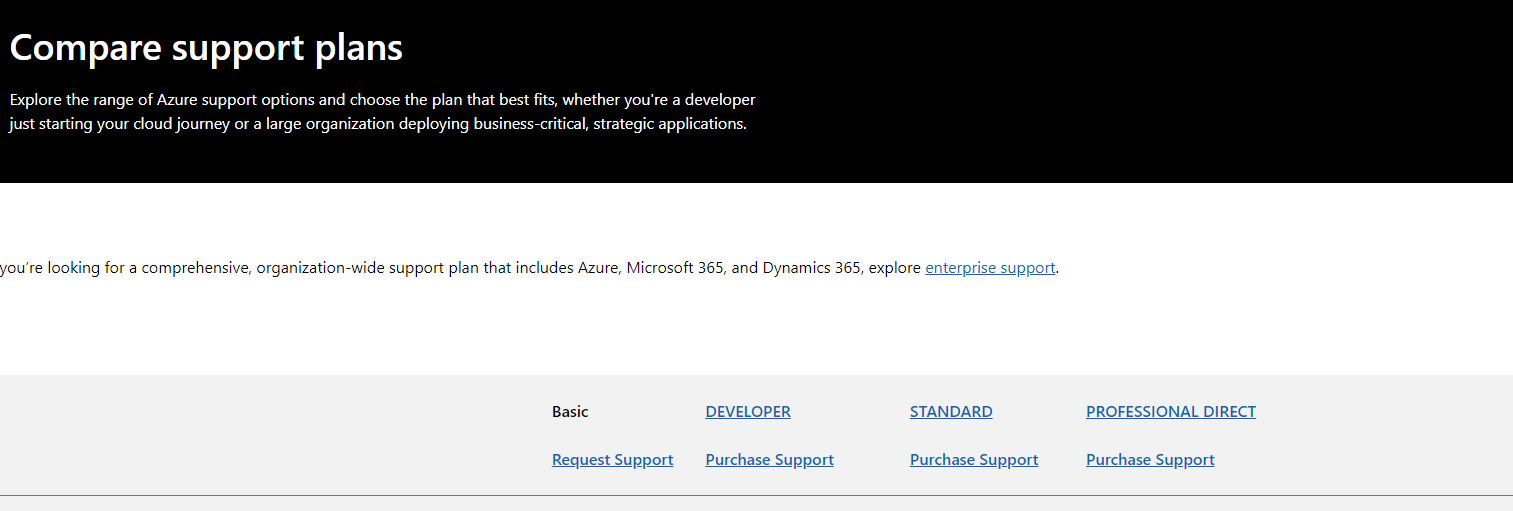 Compare support plans
Explore the range of Azure support options and choose the plan that best fits, whether you're a developer
just starting your cloud journey or a large organization deploying business-critical, strategic applications.
you're looking for a comprehensive, organization-wide support plan that includes Azure, Microsoft 365, and Dynamics 365, explore enterprise support.
Basic DEVELOPER STANDARD PROFESSIONAL DIRECT
Request Support Purchase Support Purchase Support Purchase Support